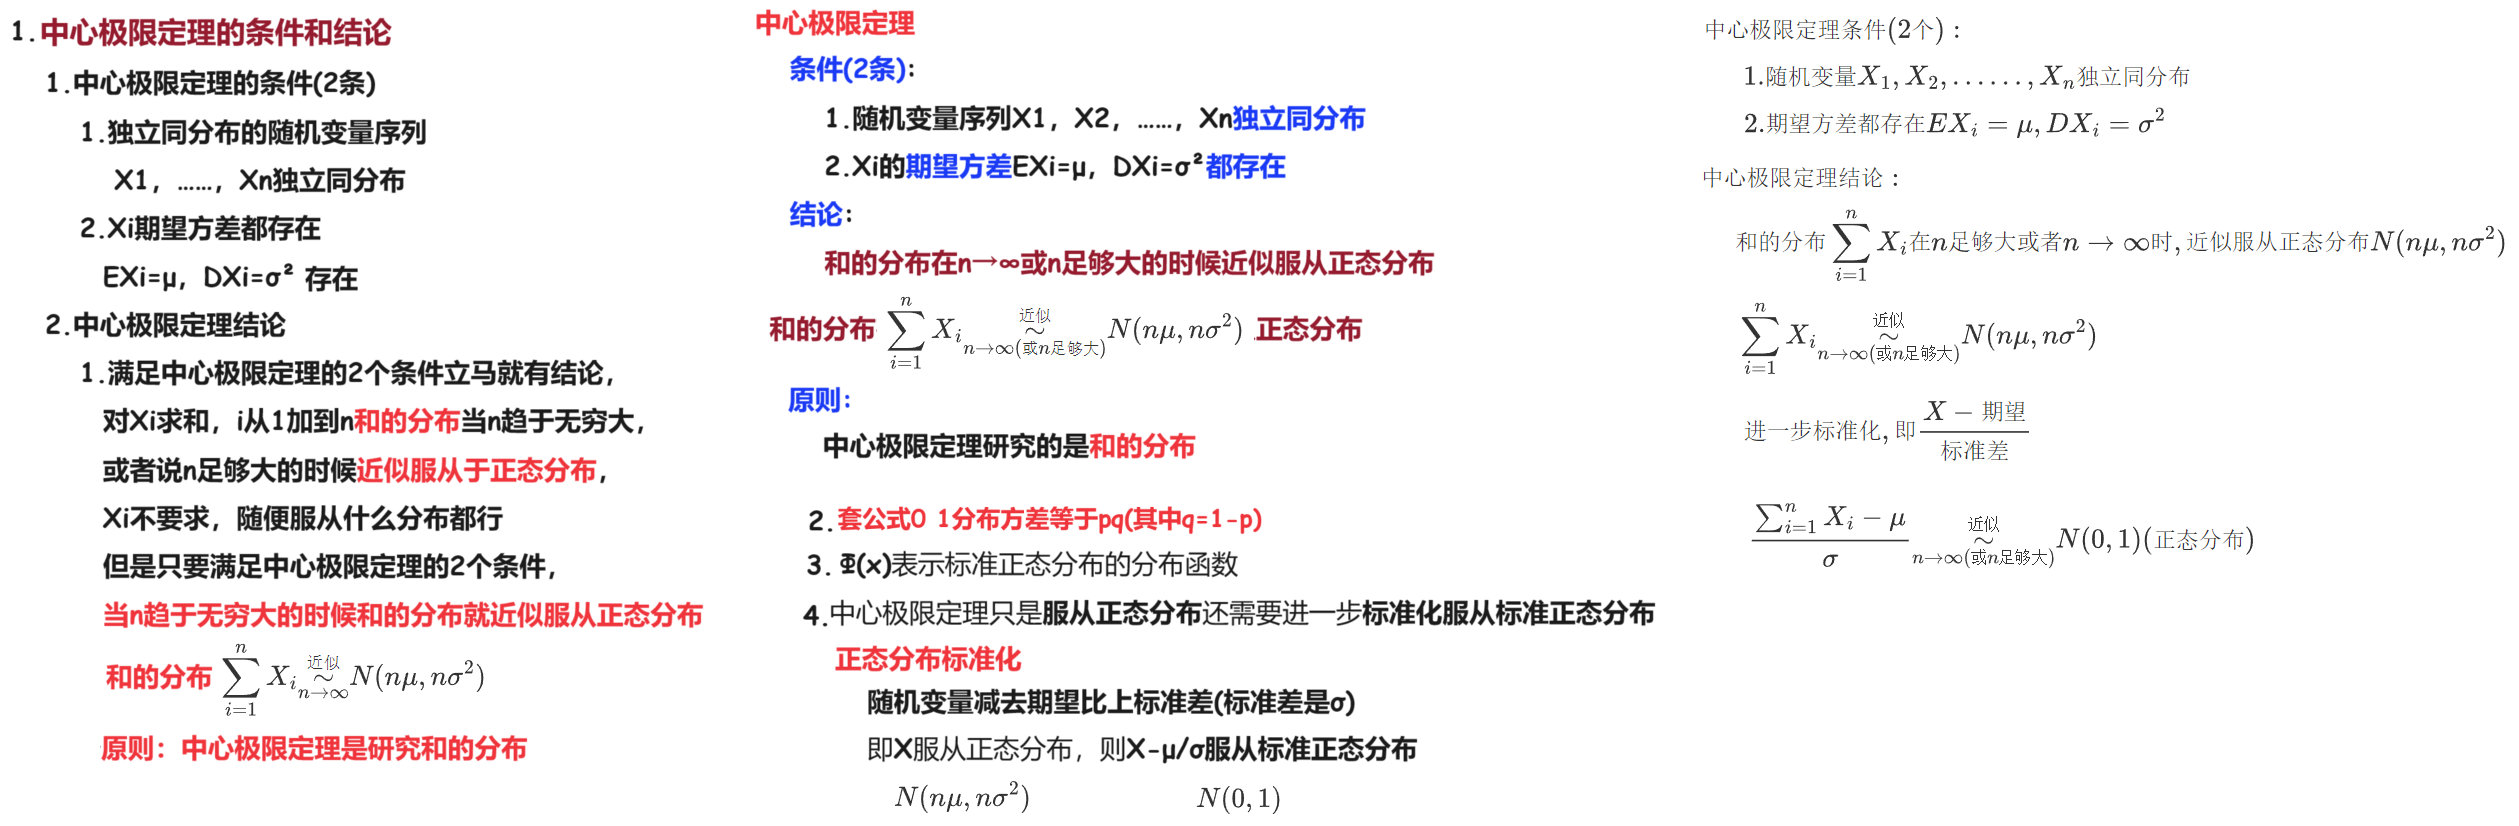 1.中心极限定理的条件和结论
1.中心极限定理的条件(2条)
1.独立同分布的随机变量序列
X1，……，Xn独立同分布
2.Xi期望方差都存在
EXi=μ，DXi=σ² 存在
2.中心极限定理结论
1.满足中心极限定理的2个条件立马就有结论，
对Xi求和，i从1加到n和的分布当n趋于无穷大，
或者说n足够大的时候近似服从于正态分布，
Xi不要求，随便服从什么分布都行
但是只要满足中心极限定理的2个条件，
当n趋于无穷大的时候和的分布就近似服从正态分布
和的分布 $\sum_{i=1}^{n} X_i \overset{近似}{\underset{n\to\infty}{\sim}} N(n\mu, n\sigma^2)$
原则：中心极限定理是研究和的分布
中心极限定理
条件(2条)：
1.随机变量序列X1，X2，……，Xn独立同分布
2.Xi的期望方差EXi=μ，DXi=σ²都存在
结论：
和的分布在n→∞或n足够大的时候近似服从正态分布
和的分布 $\sum_{i=1}^{n} X_i \overset{近似}{\underset{n\to\infty(或n足够大)}{\sim}} N(n\mu, n\sigma^2)$ 正态分布
原则：
中心极限定理研究的是和的分布
2.套公式0 1分布方差等于pq(其中q=1-p)
3.Φ(x)表示标准正态分布的分布函数
4.中心极限定理只是服从正态分布还需要进一步标准化服从标准正态分布
正态分布标准化
随机变量减去期望比上标准差(标准差是σ)
即X服从正态分布，则X-μ/σ服从标准正态分布
$N(n\mu, n\sigma^2)$ $N(0,1)$
中心极限定理条件(2个)：
1.随机变量$X_1, X_2, ......, X_n$独立同分布
2.期望方差都存在$EX_i = \mu, DX_i = \sigma^2$
中心极限定理结论：
和的分布$\sum_{i=1}^{n} X_i$在n足够大或者$n \to \infty$时,近似服从正态分布$N(n\mu, n\sigma^2)$
$\sum_{i=1}^{n} X_i \overset{近似}{\underset{n\to\infty(或n足够大)}{\sim}} N(n\mu, n\sigma^2)$
进一步标准化,即$\frac{X - 期望}{标准差}$
$\frac{\sum_{i=1}^{n} X_i - \mu}{\sigma} \overset{近似}{\underset{n\to\infty(或n足够大)}{\sim}} N(0,1)$(正态分布)